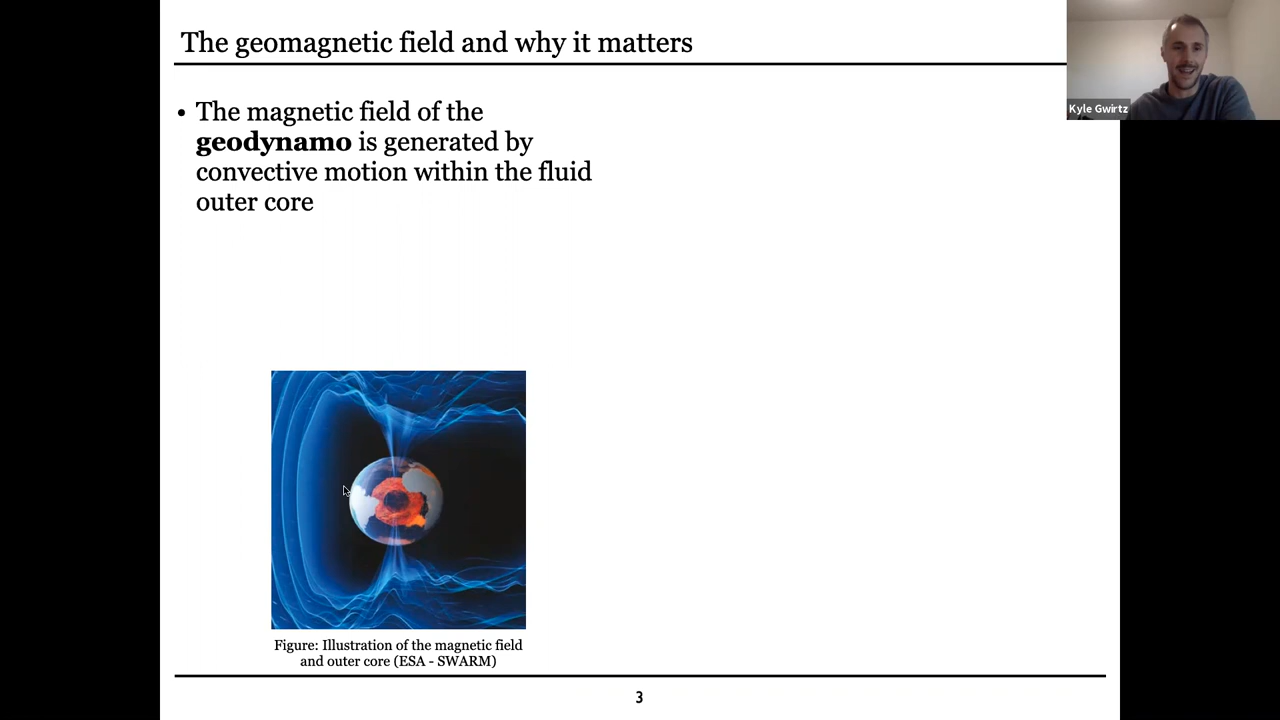 The geomagnetic field and why it matters
Kyle Gwirtz
• The magnetic field of the
geodynamo is generated by
convective motion within the fluid
outer core
Figure: Illustration of the magnetic field
and outer core (ESA - SWARM)
3